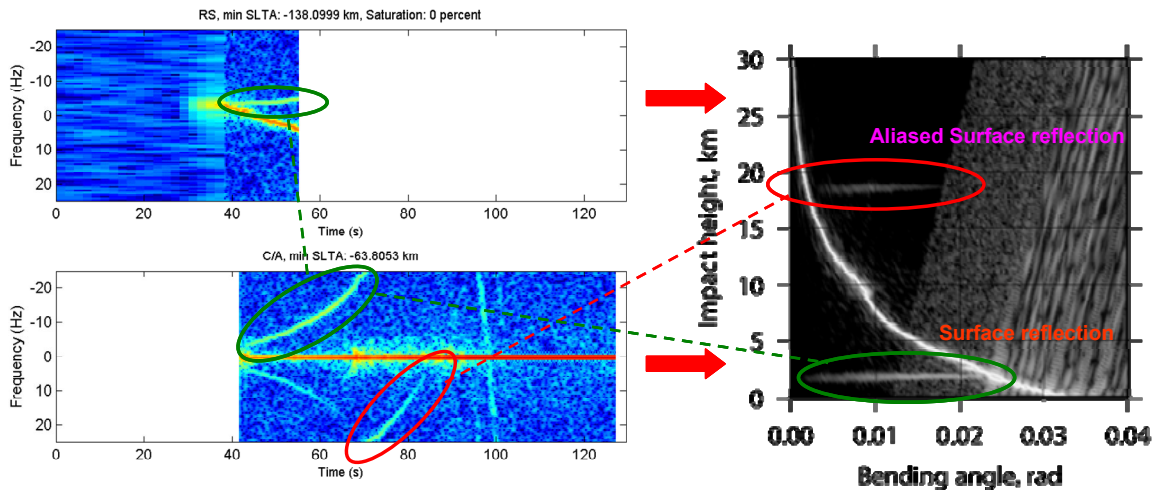 RS, min SLTA: -138.0999 km, Saturation: 0 percent
-20
-10
0
10
20
Frequency (Hz)
0 20 40 60 80 100 120
Time (s)
C/A, min SLTA: -63.8053 km
-20
-10
0
10
20
Frequency (Hz)
0 20 40 60 80 100 120
Time (s)
30
25
20
15
10
5
0
Impact height, km
Aliased Surface reflection
Surface reflection
0.00 0.01 0.02 0.03 0.04
Bending angle, rad